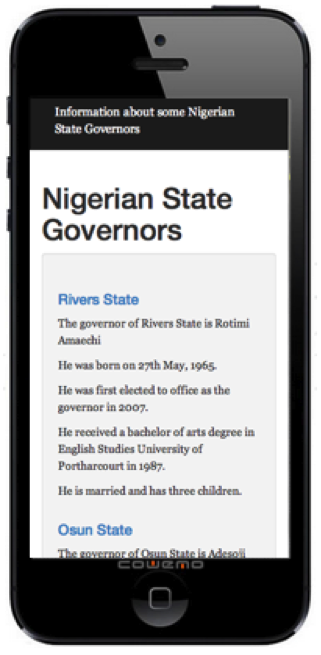 Information about some Nigerian
State Governors
Nigerian State
Governors
Rivers State
The governor of Rivers State is Rotimi
Amaechi
He was born on 27th May, 1965.
He was first elected to office as the
governor in 2007.
He received a bachelor of arts degree in
English Studies University of
Portharcourt in 1987.
He is married and has three children.
Osun State
The governor of Osun State is Adesoji
cowemo